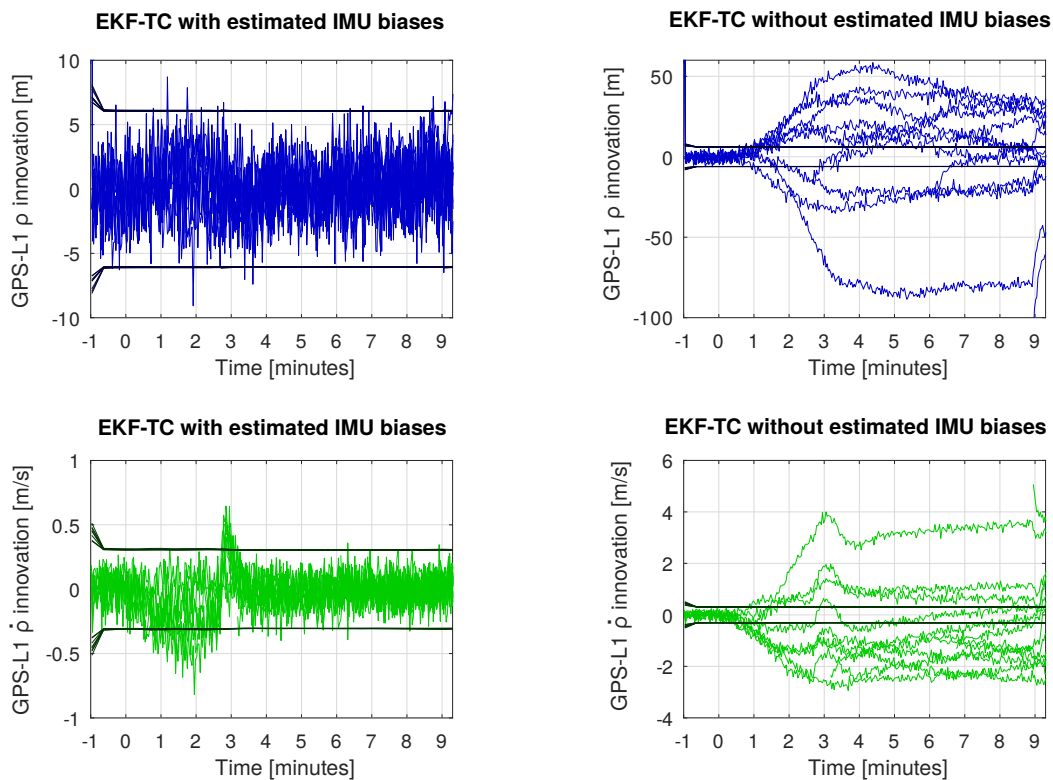 EKF-TC with estimated IMU biases
GPS-L1 ρ innovation [m]
10
5
0
-5
-10
-1 0 1 2 3 4 5 6 7 8 9
Time [minutes]
EKF-TC without estimated IMU biases
GPS-L1 ρ innovation [m]
50
0
-50
-100
-1 0 1 2 3 4 5 6 7 8 9
Time [minutes]
EKF-TC with estimated IMU biases
GPS-L1 ρ̇ innovation [m/s]
1
0.5
0
-0.5
-1
-1 0 1 2 3 4 5 6 7 8 9
Time [minutes]
EKF-TC without estimated IMU biases
GPS-L1 ρ̇ innovation [m/s]
6
4
2
0
-2
-4
-1 0 1 2 3 4 5 6 7 8 9
Time [minutes]